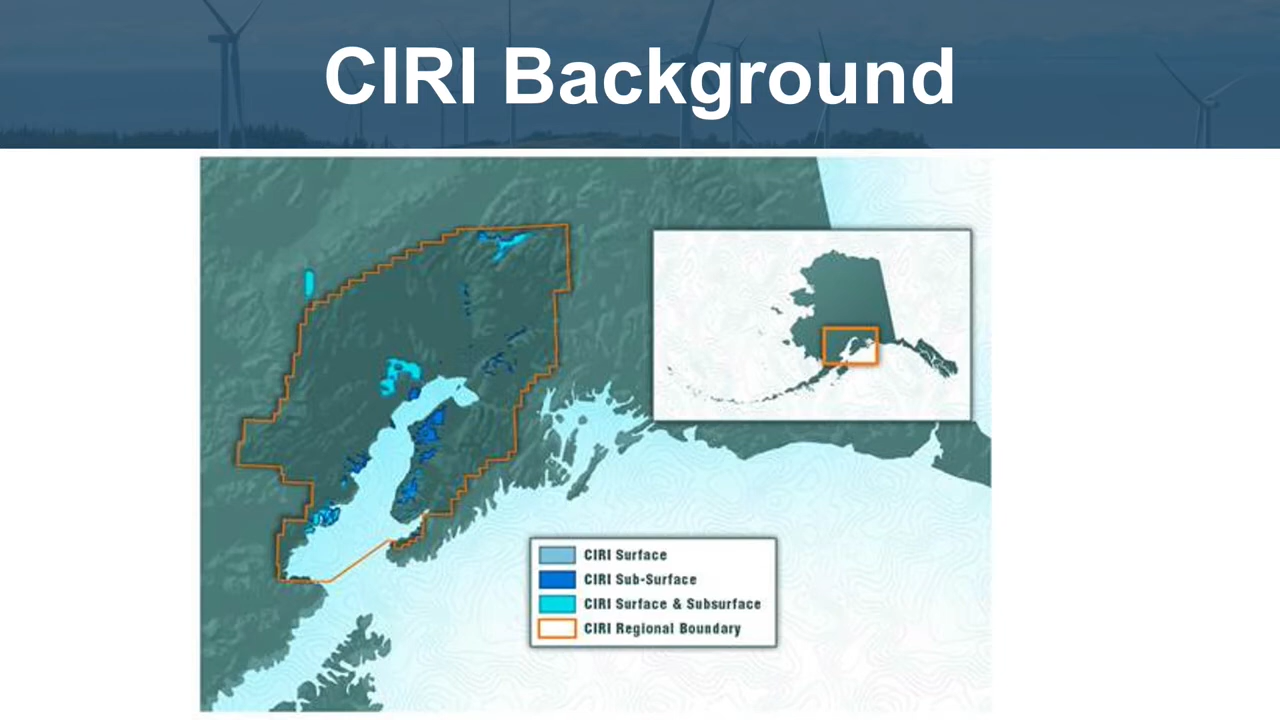 CIRI Background
CIRI Surface
CIRI Sub-Surface
CIRI Surface & Subsurface
CIRI Regional Boundary